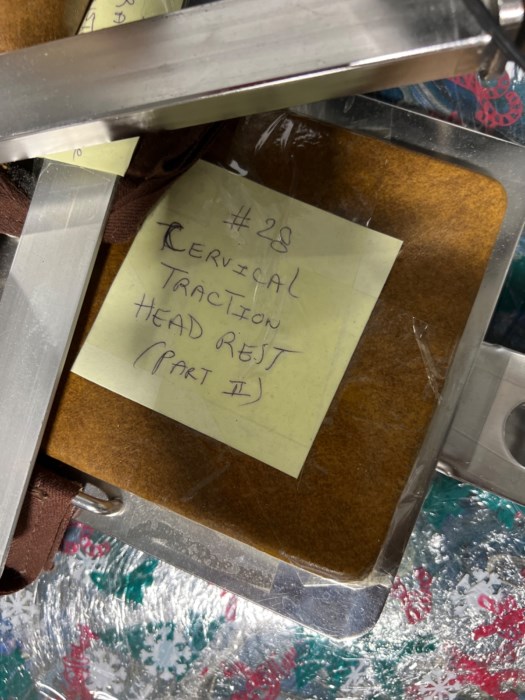 #28
CERVICAL
TRACTION
HEAD REST
(PART II)